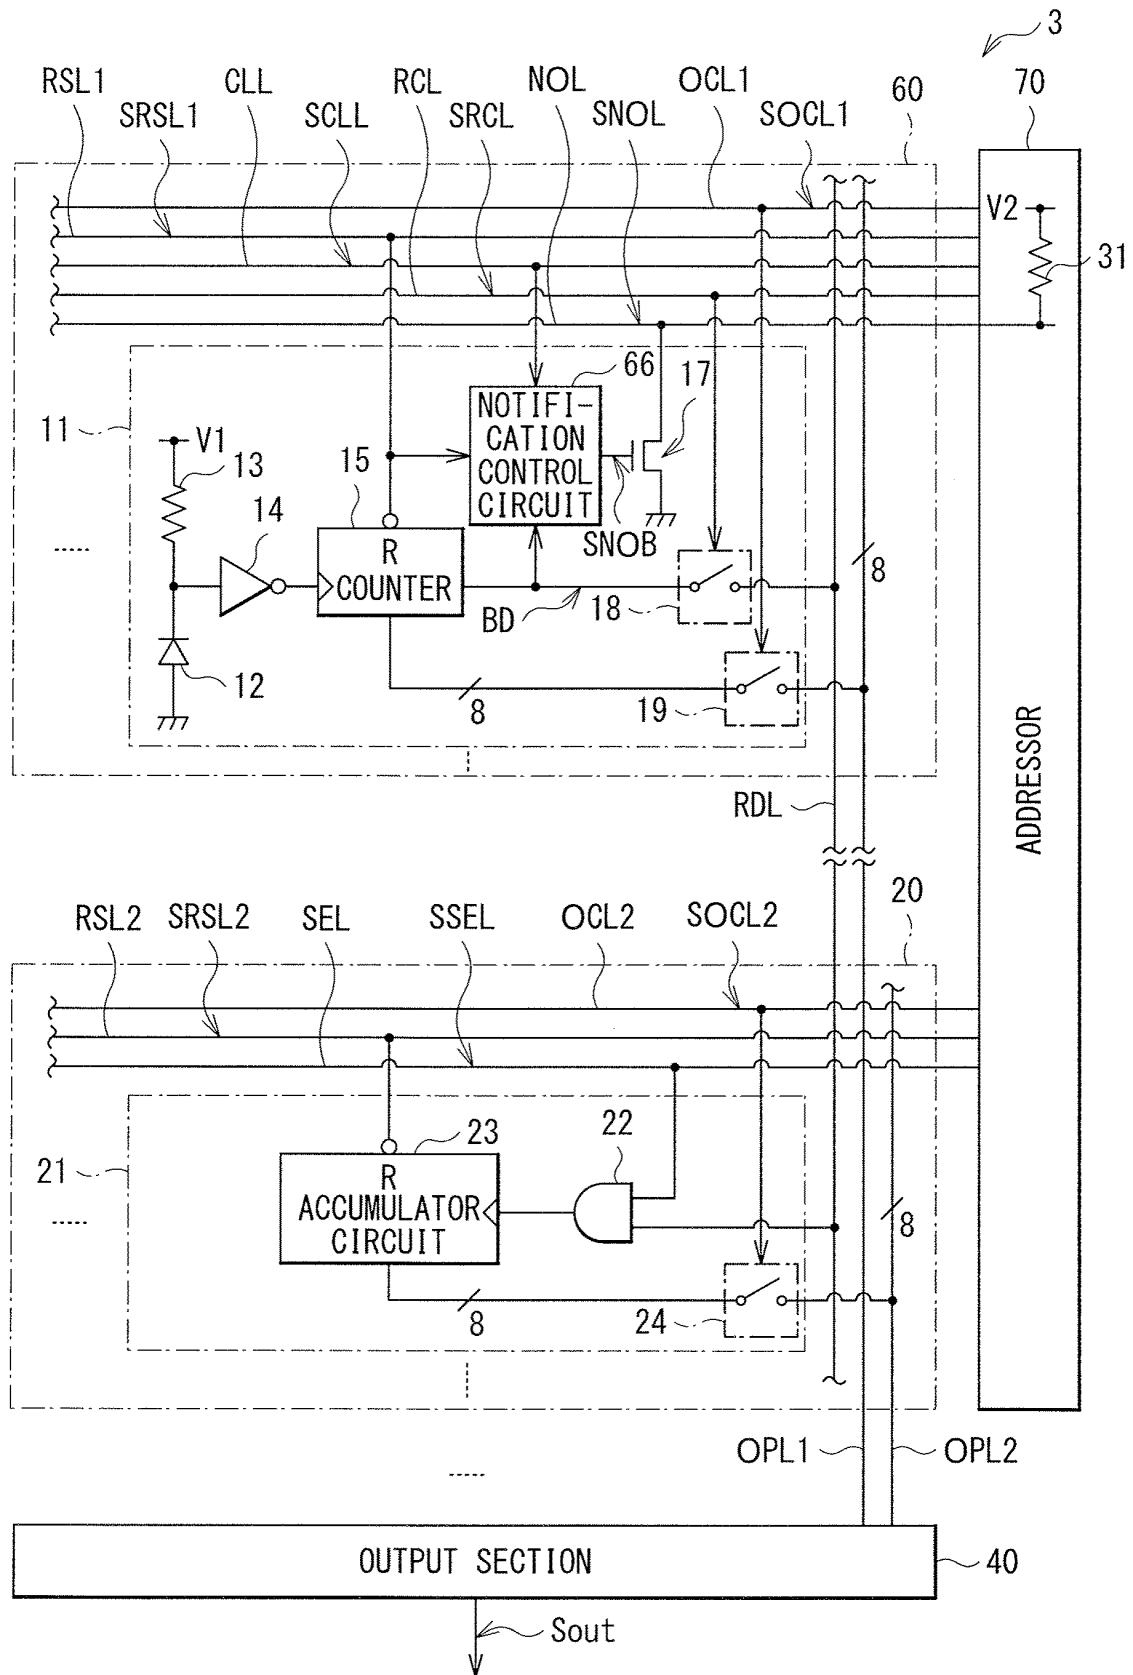 3
RSL1 CLL RCL NOL OCL1 60 70
SRSL1 SCLL SRCL SNOL SOCL1
V2
31
66 17
11 V1 NOTIFI-
13 15 CATION
14 CONTROL
CIRCUIT
SNOB
R
COUNTER
8
BD 18
12
8 19
RDL
ADDRESSOR
20
RSL2 SRSL2 SEL SSEL OCL2 SOCL2
23 22
21 R
ACCUMULATOR
CIRCUIT
8
8 24
OPL1 OPL2
OUTPUT SECTION 40
Sout